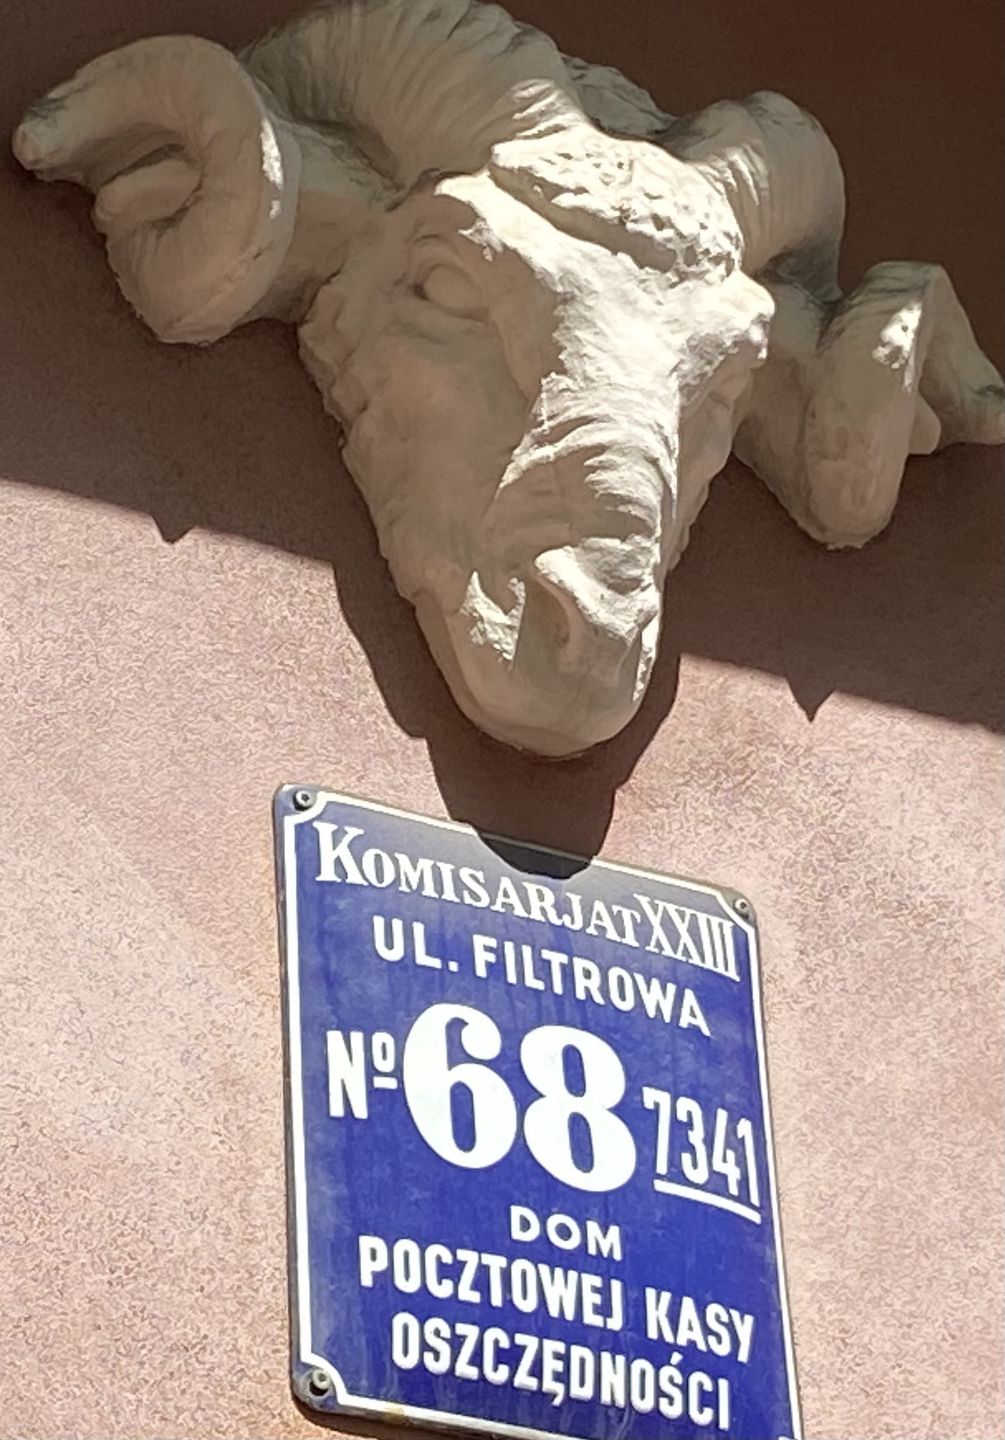 KOMISARJAT XXIII
UL. FILTROWA
Nº 68 7341
DOM
POCZTOWEJ KASY
OSZCZĘDNOŚCI